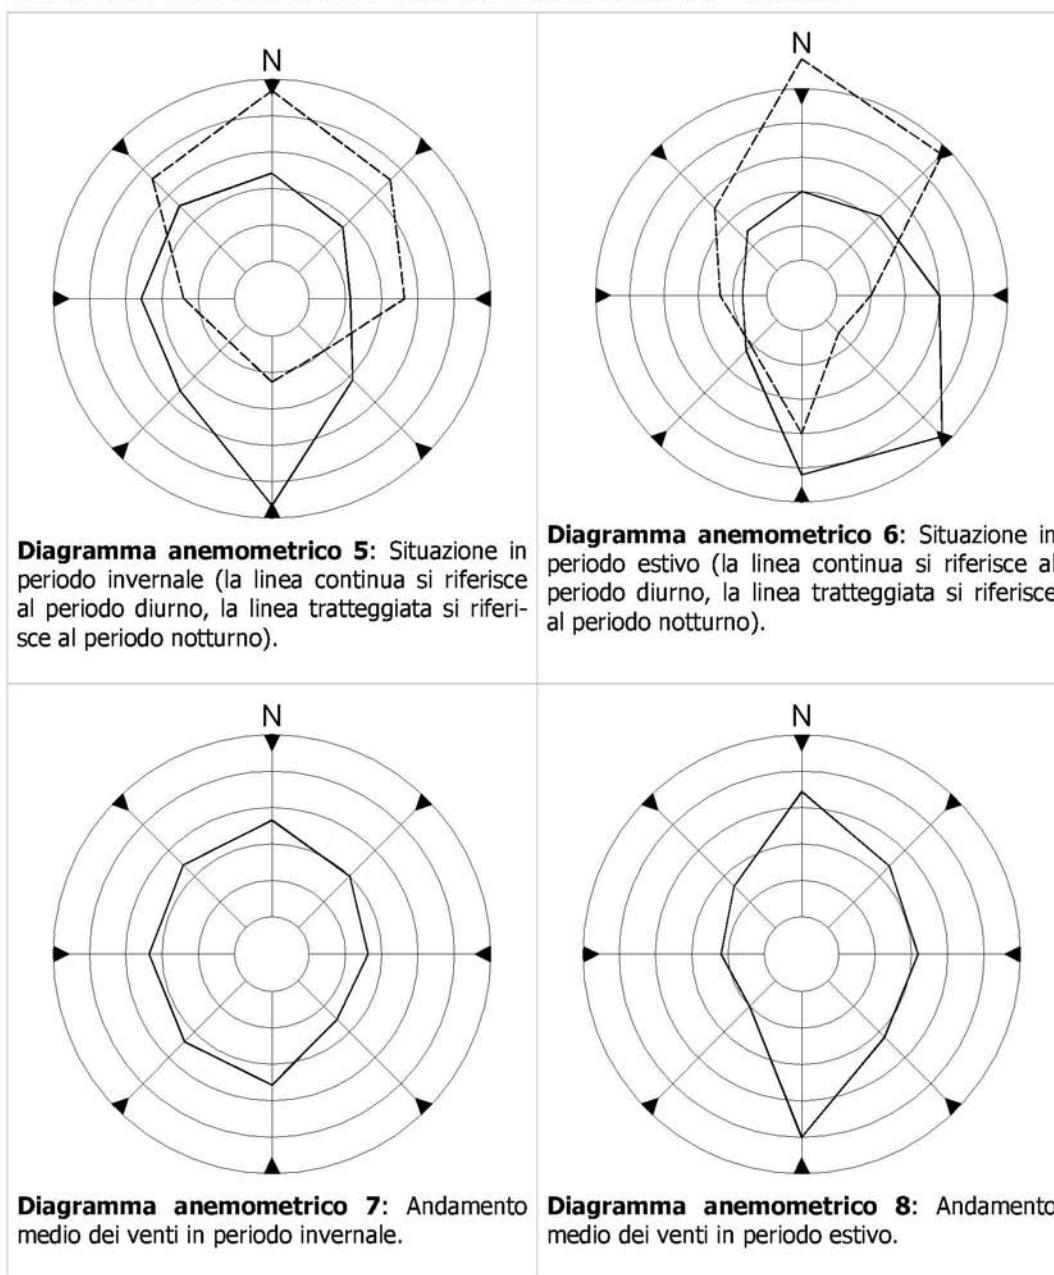 N
N
Diagramma anemometrico 5: Situazione in
periodo invernale (la linea continua si riferisce
al periodo diurno, la linea tratteggiata si riferi-
sce al periodo notturno).
Diagramma anemometrico 6: Situazione in
periodo estivo (la linea continua si riferisce al
periodo diurno, la linea tratteggiata si riferisce
al periodo notturno).
N
N
Diagramma anemometrico 7: Andamento
medio dei venti in periodo invernale.
Diagramma anemometrico 8: Andamento
medio dei venti in periodo estivo.